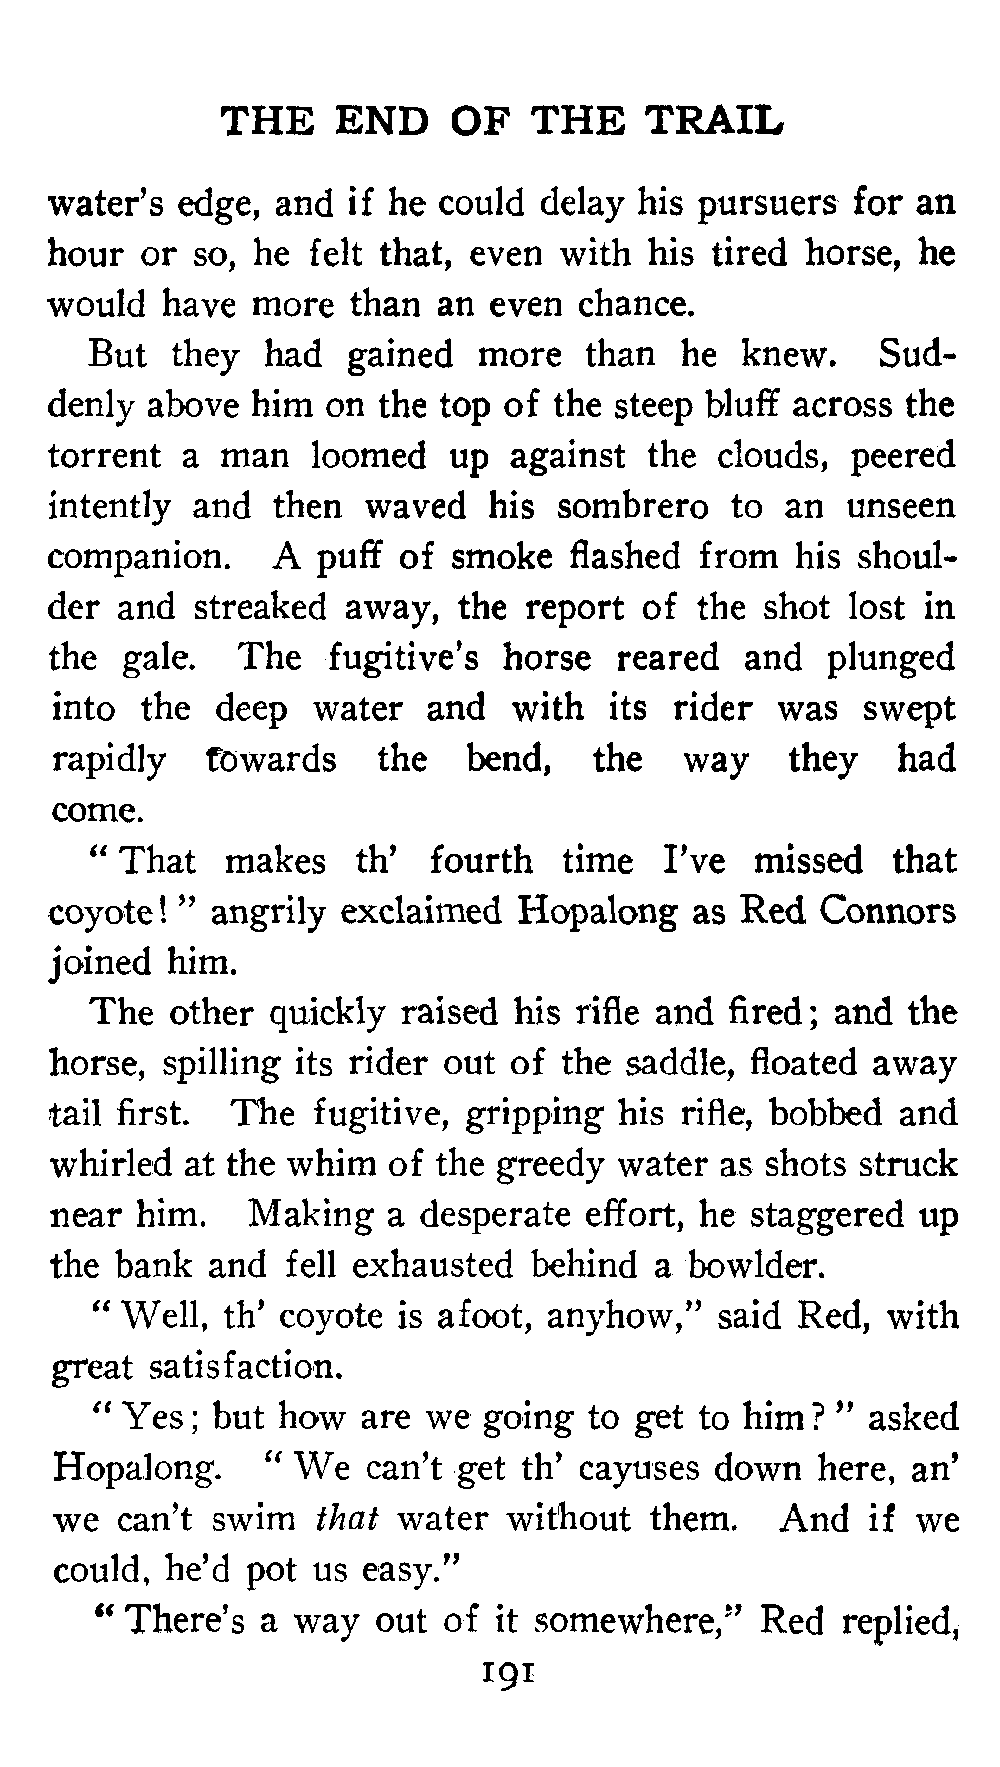 THE END OF THE TRAIL
water's edge, and if he could delay his pursuers for an
hour or so, he felt that, even with his tired horse, he
would have more than an even chance.
But they had gained more than he knew. Sud-
denly above him on the top of the steep bluff across the
torrent a man loomed up against the clouds, peered
intently and then waved his sombrero to an unseen
companion. A puff of smoke flashed from his shoul-
der and streaked away, the report of the shot lost in
the gale. The fugitive's horse reared and plunged
into the deep water and with its rider was swept
rapidly towards the bend, the way they had
come.
" That makes th' fourth time I've missed that
coyote! " angrily exclaimed Hopalong as Red Connors
joined him.
The other quickly raised his rifle and fired; and the
horse, spilling its rider out of the saddle, floated away
tail first. The fugitive, gripping his rifle, bobbed and
whirled at the whim of the greedy water as shots struck
near him. Making a desperate effort, he staggered up
the bank and fell exhausted behind a bowlder.
" Well, th' coyote is afoot, anyhow," said Red, with
great satisfaction.
" Yes; but how are we going to get to him? " asked
Hopalong. " We can't get th' cayuses down here, an'
we can't swim that water without them. And if we
could, he'd pot us easy."
" There's a way out of it somewhere," Red replied,
191